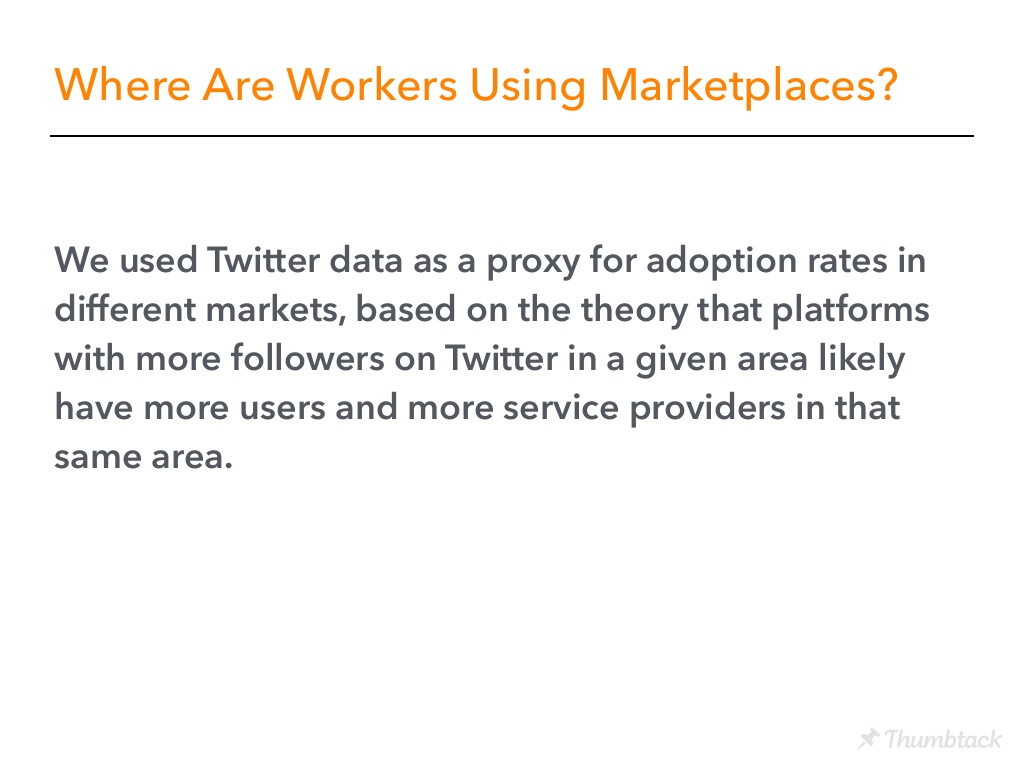 Where Are Workers Using Marketplaces?
We used Twitter data as a proxy for adoption rates in
different markets, based on the theory that platforms
with more followers on Twitter in a given area likely
have more users and more service providers in that
same area.
Thumbtack